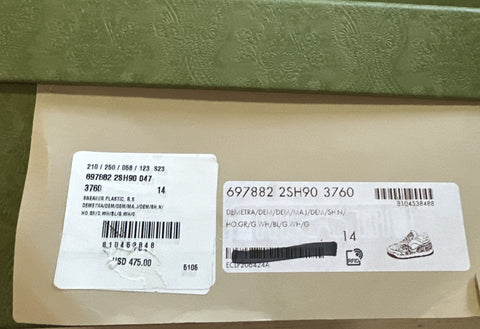 210 / 250 / 058 / 123 S23
697882 2SH90 047
3760 14
SNEAKER PLASTIC, R.S
DEMETRA/DEM/DEM/MAJ/DEM/SH.N/
HO.GR/G.WH/BL/G.WH/G
USD 475.00
5105
697882 2SH90 3760
8104538488
DEMETRA/DEM/DEM/MAJ/DEM/SH.N/
HO.GR/G.WH/BL/G.WH/G
14
RFID